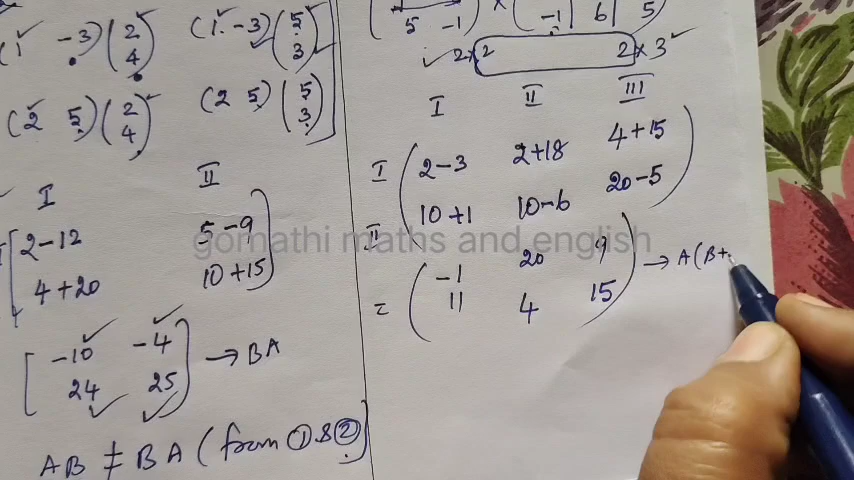 (1 -3) (2 4) (1 -3) (5 3)
(2 5) (2 4) (2 5) (5 3)
I II
2-12 5-9
4+20 10+15
[-10 -4
24 25] → BA
AB ≠ BA (from ① & ②)
5 -1) × ( -1 6 5)
2×2 2×3
I II III
I (2-3 2+18 4+15
II 10+1 10-6 20-5)
= (-1 20 9
11 4 15) → A(B+
gomathi maths and english